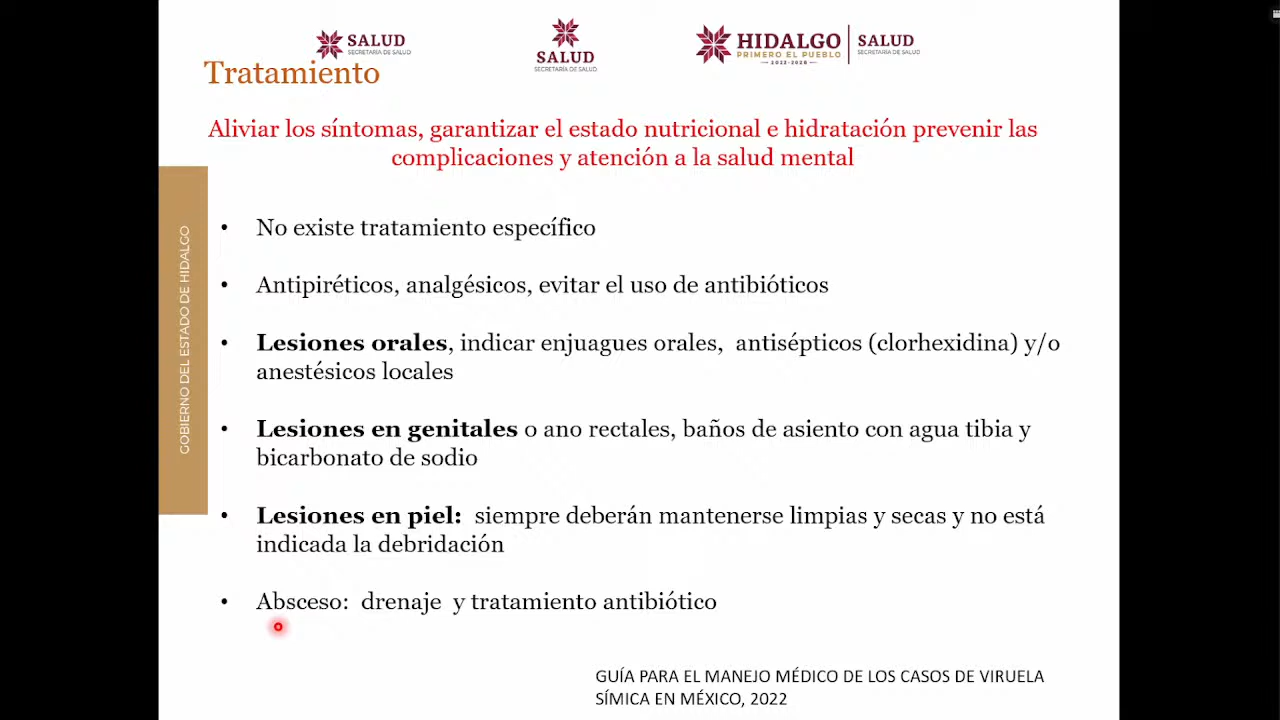 SALUD
SECRETARÍA DE SALUD
SALUD
SECRETARÍA DE SALUD
HIDALGO
PRIMERO EL PUEBLO
2022-2028
SALUD
SECRETARÍA DE SALUD
Tratamiento
Aliviar los síntomas, garantizar el estado nutricional e hidratación prevenir las
complicaciones y atención a la salud mental
GOBIERNO DEL ESTADO DE HIDALGO
• No existe tratamiento específico
• Antipiréticos, analgésicos, evitar el uso de antibióticos
• Lesiones orales, indicar enjuagues orales, antisépticos (clorhexidina) y/o
anestésicos locales
• Lesiones en genitales o ano rectales, baños de asiento con agua tibia y
bicarbonato de sodio
• Lesiones en piel: siempre deberán mantenerse limpias y secas y no está
indicada la debridación
• Absceso: drenaje y tratamiento antibiótico
GUÍA PARA EL MANEJO MÉDICO DE LOS CASOS DE VIRUELA
SÍMICA EN MÉXICO, 2022